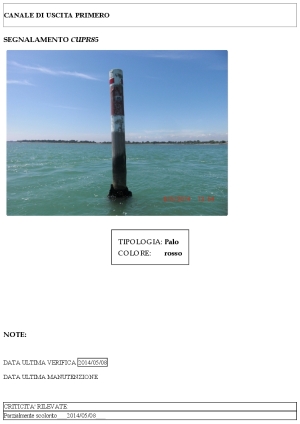 CANALE DI USCITA PRIMERO
SEGNALAMENTO CUPRS5
TIPOLOGIA: Palo
COLORE: rosso
NOTE:
DATA ULTIMA VERIFICA 2014/05/08
DATA ULTIMA MANUTENZIONE
CRITICITA' RILEVATE
Parzialmente scolorito 2014/05/08